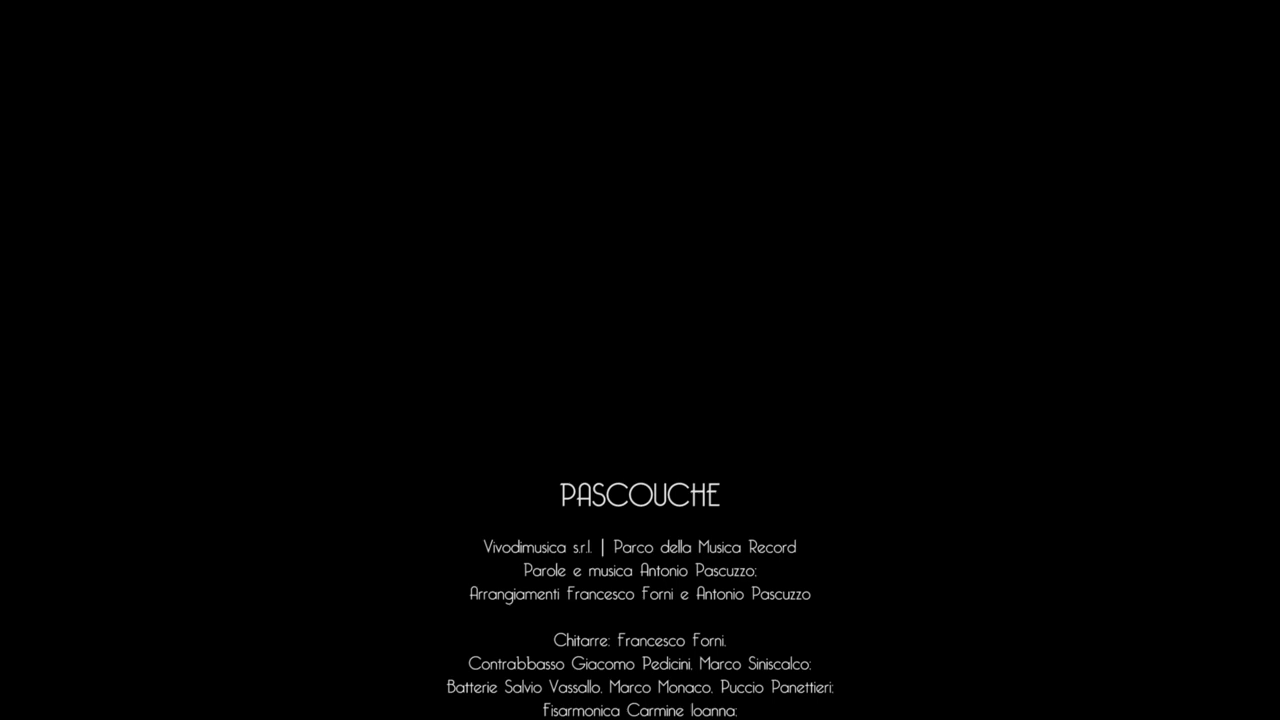 PASCOUCHE
Vivodimusica s.r.l. | Parco della Musica Record
Parole e musica Antonio Pascuzzo;
Arrangiamenti Francesco Forni e Antonio Pascuzzo
Chitarre: Francesco Forni.
Contrabbasso Giacomo Pedicini, Marco Siniscalco;
Batterie Salvio Vassallo, Marco Monaco, Puccio Panettieri;
Fisarmonica Carmine Ioanna;